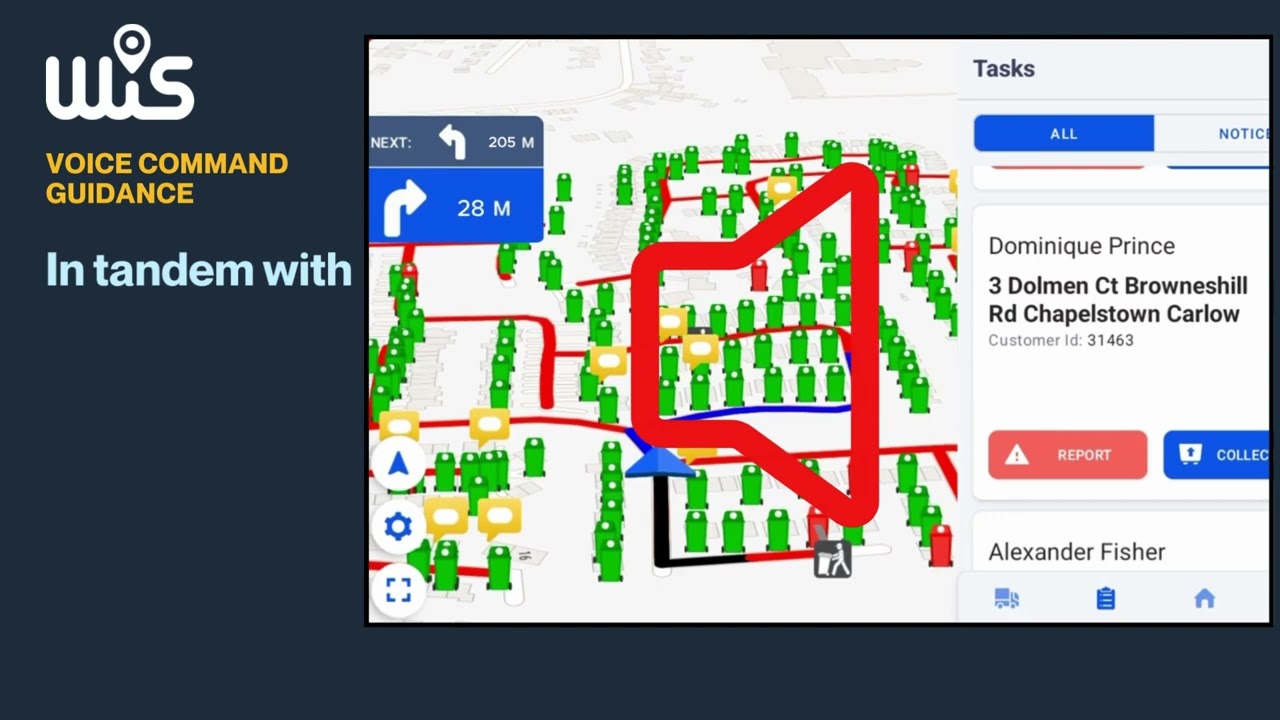 WIS
VOICE COMMAND
GUIDANCE
In tandem with
NEXT:
205 M
28 M
16
Tasks
ALL
NOTICE
Dominique Prince
3 Dolmen Ct Browneshill
Rd Chapelstown Carlow
Customer Id: 31463
REPORT
COLLEC
Alexander Fisher